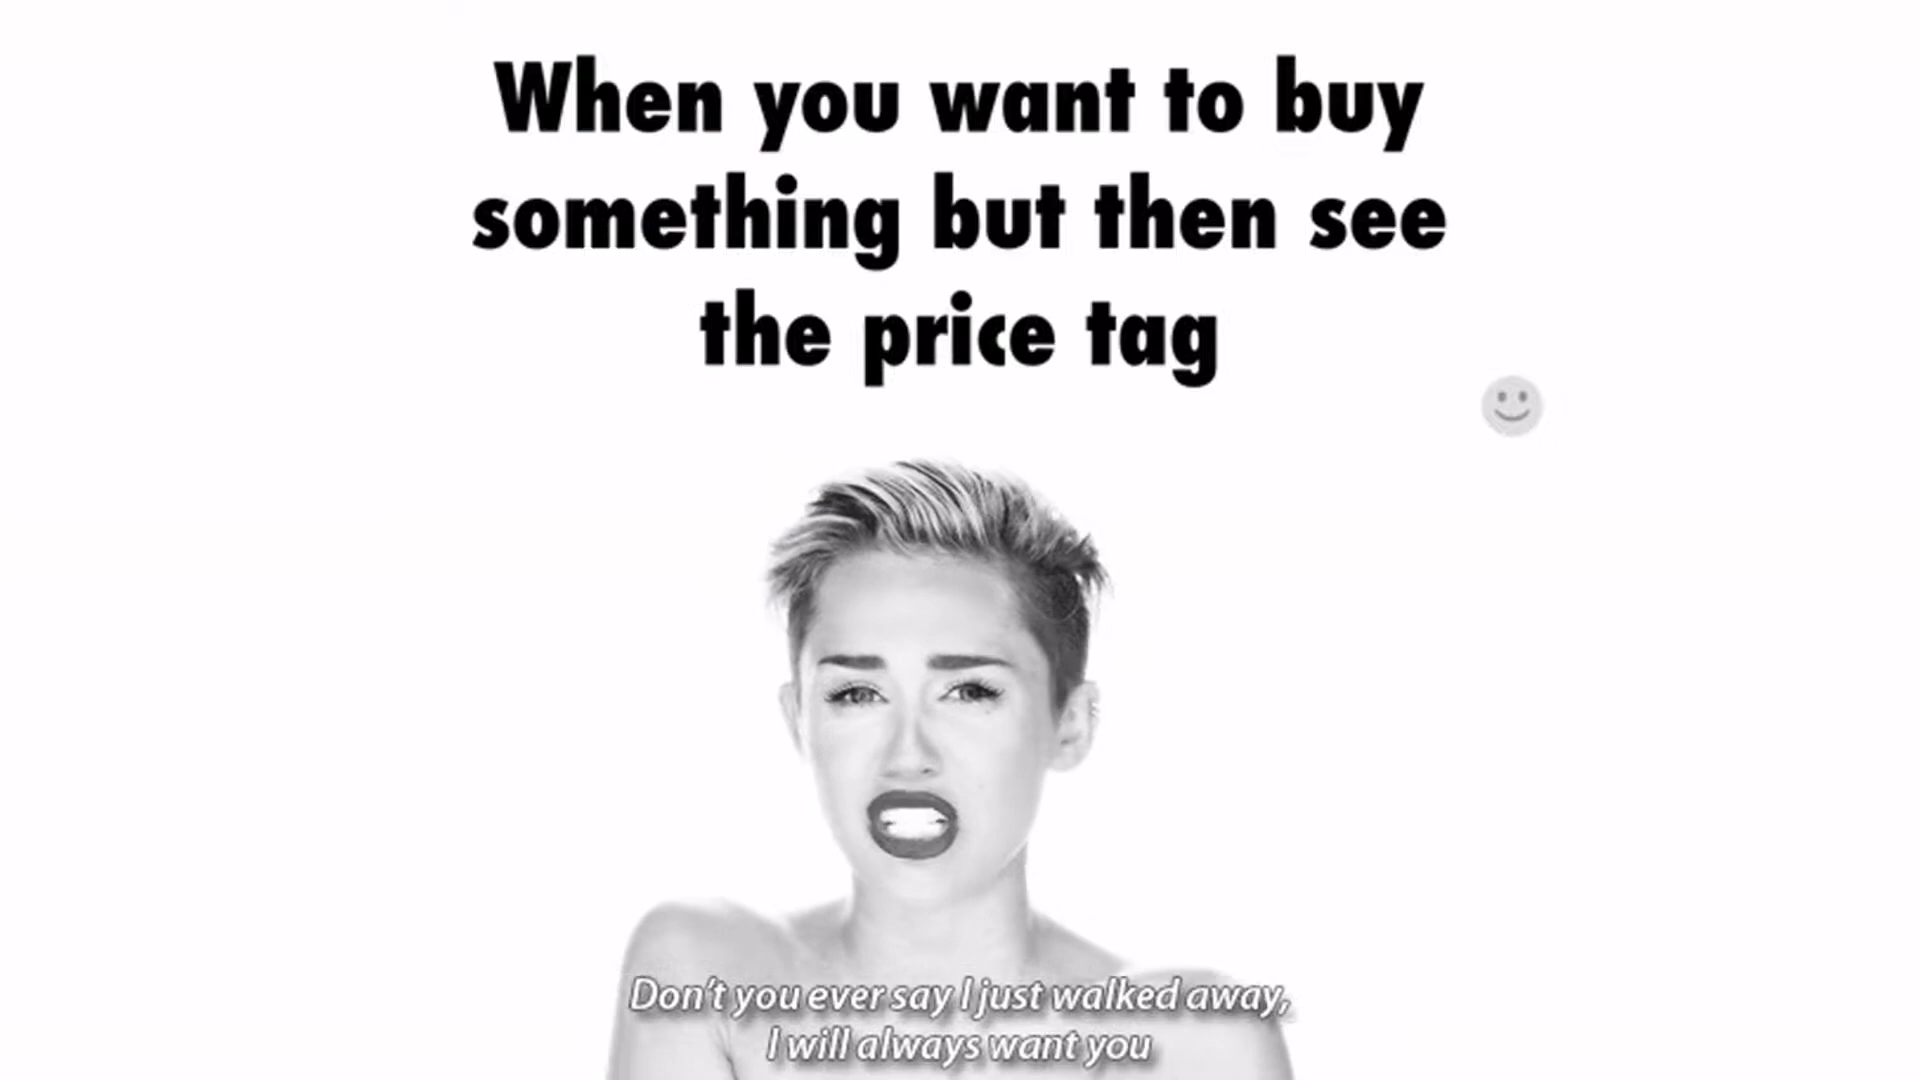 When you want to buy
something but then see
the price tag
Don't you ever say I just walked away,
I will always want you